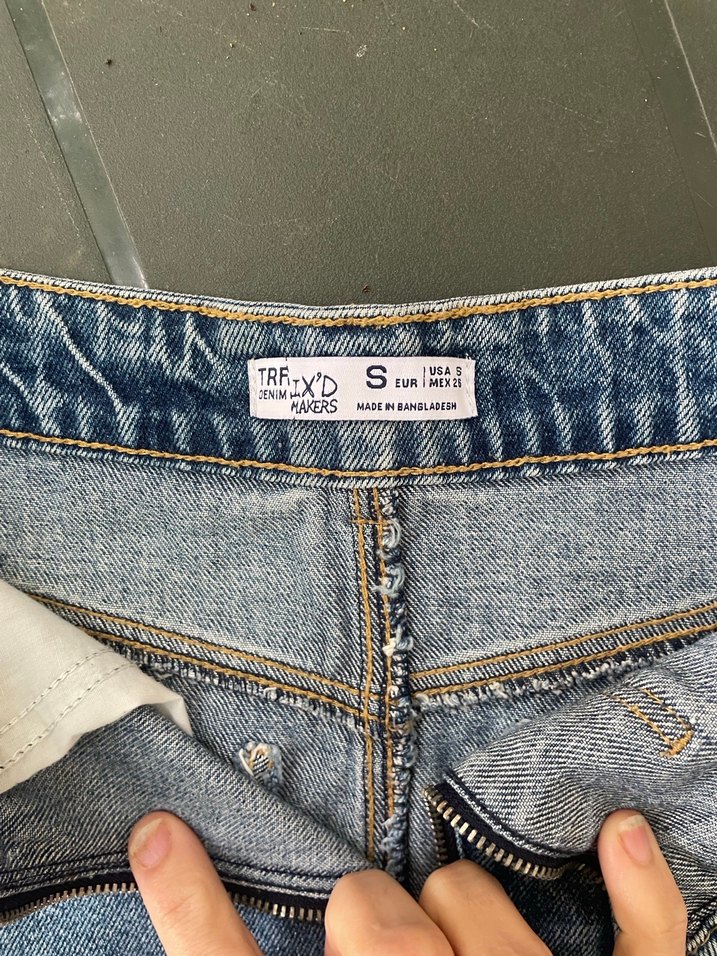 TRF IX'D
DENIM MAKERS
S EUR USA S
MEX 26
MADE IN BANGLADESH